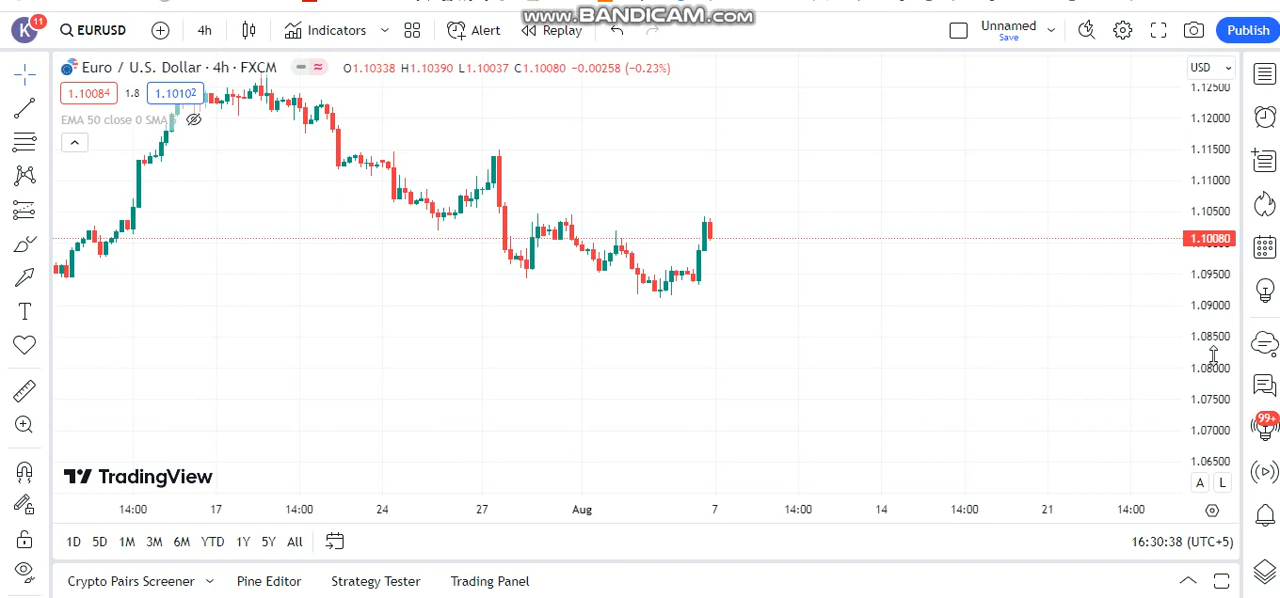 www.BANDICAM.com
K 11 EURUSD 4h Indicators Alert Replay Unnamed Save Publish
Euro / U.S. Dollar · 4h · FXCM O1.10338 H1.10390 L1.10037 C1.10080 −0.00258 (−0.23%) USD
1.10084 1.8 1.10102
EMA 50 close 0 SMA
1.12500
1.12000
1.11500
1.11000
1.10500
1.10080
1.09500
1.09000
1.08500
1.08000
1.07500
99+
1.07000
1.06500
TradingView
A L
14:00 17 14:00 24 27 Aug 7 14:00 14 14:00 21 14:00
1D 5D 1M 3M 6M YTD 1Y 5Y All 16:30:38 (UTC+5)
Crypto Pairs Screener Pine Editor Strategy Tester Trading Panel